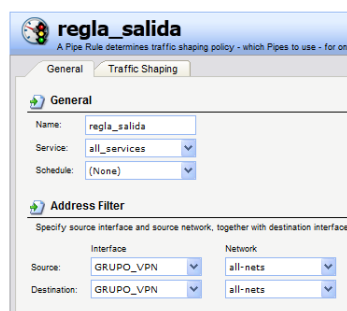 regla_salida
A Pipe Rule determines traffic shaping policy - which Pipes to use - for on
General Traffic Shaping
General
Name: regla_salida
Service: all_services
Schedule: (None)
Address Filter
Specify source interface and source network, together with destination interface
Interface Network
Source: GRUPO_VPN all-nets
Destination: GRUPO_VPN all-nets